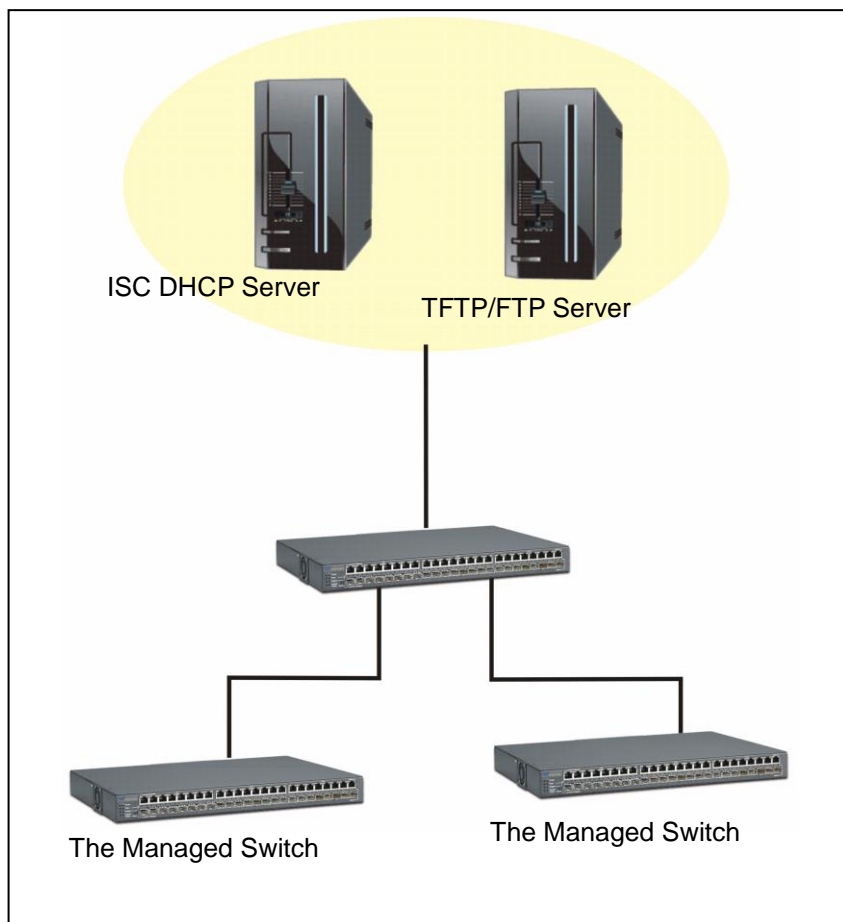 ISC DHCP Server
TFTP/FTP Server
The Managed Switch
The Managed Switch